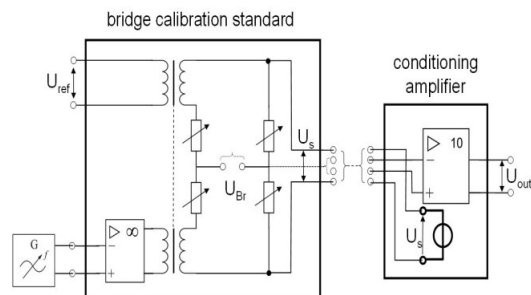 bridge calibration standard
conditioning
amplifier
U_ref
U_s
U_Br
▷ 10
−
+
U_out
U_s
G
f
▷ ∞
−
+